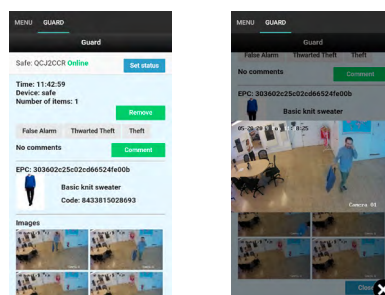 MENU GUARD
Guard
Safe: QCJ2CCR Online
Set status
Time: 11:42:59
Device: safe
Number of items: 1
Remove
False Alarm Thwarted Theft Theft
No comments
Comment
EPC: 303602c25c02cd66524fe00b
Basic knit sweater
Code: 8433815028693
Images
MENU GUARD
Guard
False Alarm Thwarted Theft Theft
No comments
Comment
EPC: 303602c25c02cd66524fe00b
Basic knit sweater
Camera 01
Close